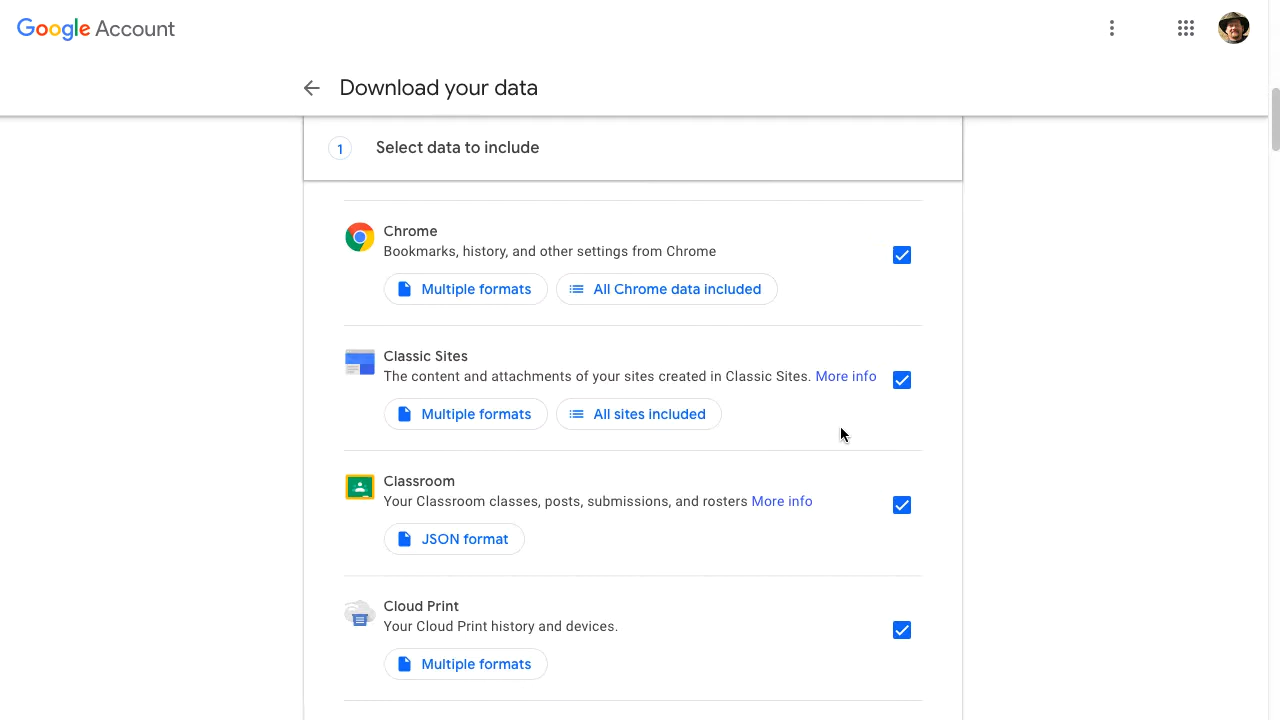 Google Account
Download your data
1 Select data to include
Chrome
Bookmarks, history, and other settings from Chrome
Multiple formats All Chrome data included
Classic Sites
The content and attachments of your sites created in Classic Sites. More info
Multiple formats All sites included
Classroom
Your Classroom classes, posts, submissions, and rosters More info
JSON format
Cloud Print
Your Cloud Print history and devices.
Multiple formats